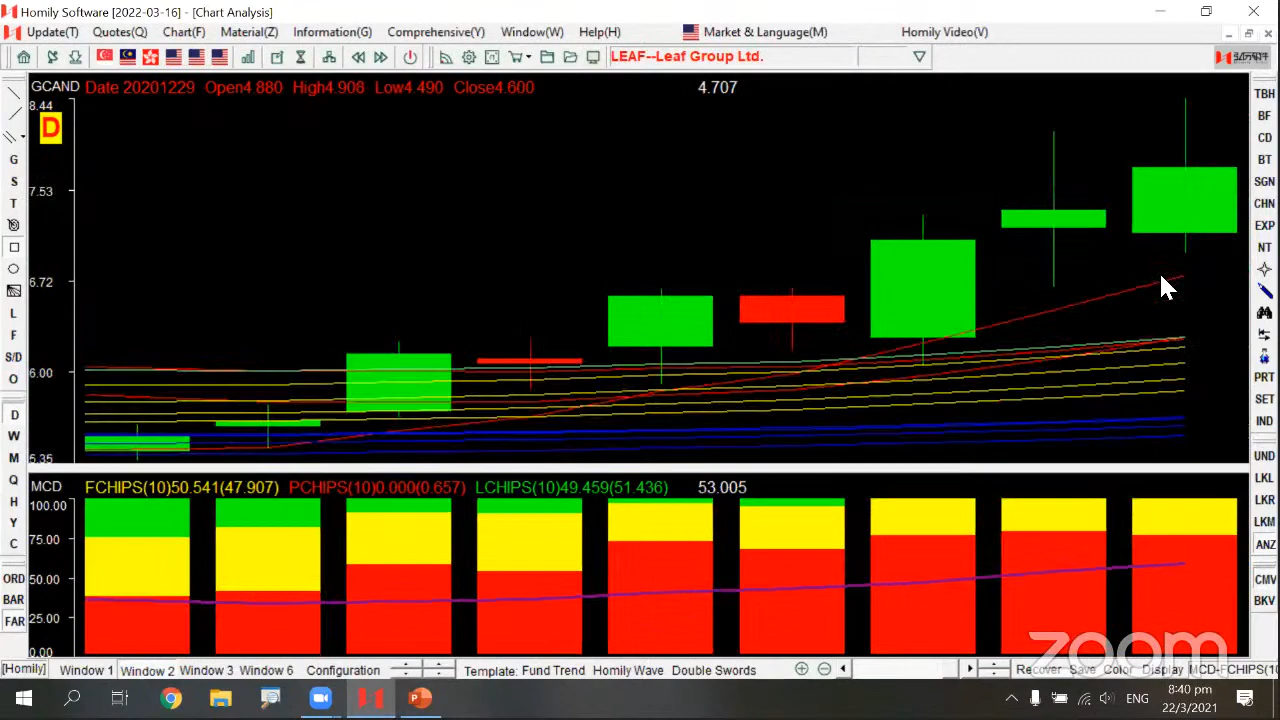 Homily Software [2022-03-16] - [Chart Analysis]
Update(T) Quotes(Q) Chart(F) Material(Z) Information(G) Comprehensive(Y) Window(W) Help(H) Market & Language(M) Homily Video(V)
LEAF--Leaf Group Ltd.
GCAND Date 20201229 Open4.880 High4.908 Low4.490 Close4.600 4.707
8.44
D
7.53
6.72
6.00
5.35
G
S
T
L
F
S/D
O
D
W
M
Q
H
Y
C
ORD
BAR
FAR
TBH
BF
CD
BT
SGN
CHN
EXP
NT
PRT
SET
IND
UND
LKL
LKR
LKM
ANZ
CMV
BKV
MCD FCHIPS(10)50.541(47.907) PCHIPS(10)0.000(0.657) LCHIPS(10)49.459(51.436) 53.005
100.00
75.00
50.00
25.00
0.00
zoom
[Homily] Window 1 Window 2 Window 3 Window 6 Configuration Template: Fund Trend Homily Wave Double Swords Recover Save Color Display MCD-FCHIPS(10
ENG
8:40 pm
22/3/2021